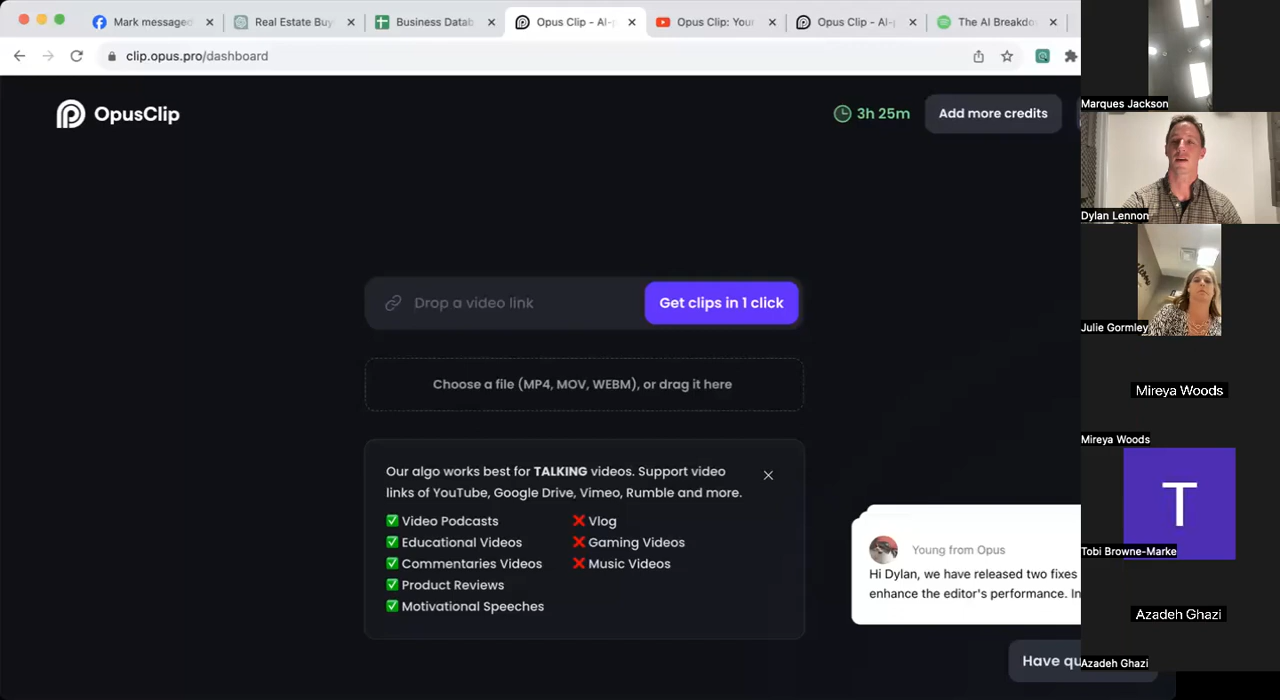 Mark messaged
Real Estate Buy
Business Datab
Opus Clip - AI-p
Opus Clip: Your
Opus Clip - AI-p
The AI Breakdo
clip.opus.pro/dashboard
OpusClip
3h 25m
Add more credits
Drop a video link
Get clips in 1 click
Choose a file (MP4, MOV, WEBM), or drag it here
Our algo works best for TALKING videos. Support video
links of YouTube, Google Drive, Vimeo, Rumble and more.
✅ Video Podcasts
❌ Vlog
✅ Educational Videos
❌ Gaming Videos
✅ Commentaries Videos
❌ Music Videos
✅ Product Reviews
✅ Motivational Speeches
Young from Opus
Hi Dylan, we have released two fixes
enhance the editor's performance. In
Have qu
Marques Jackson
Dylan Lennon
Julie Gormley
Mireya Woods
Mireya Woods
T
Tobi Browne-Marke
Azadeh Ghazi
Azadeh Ghazi